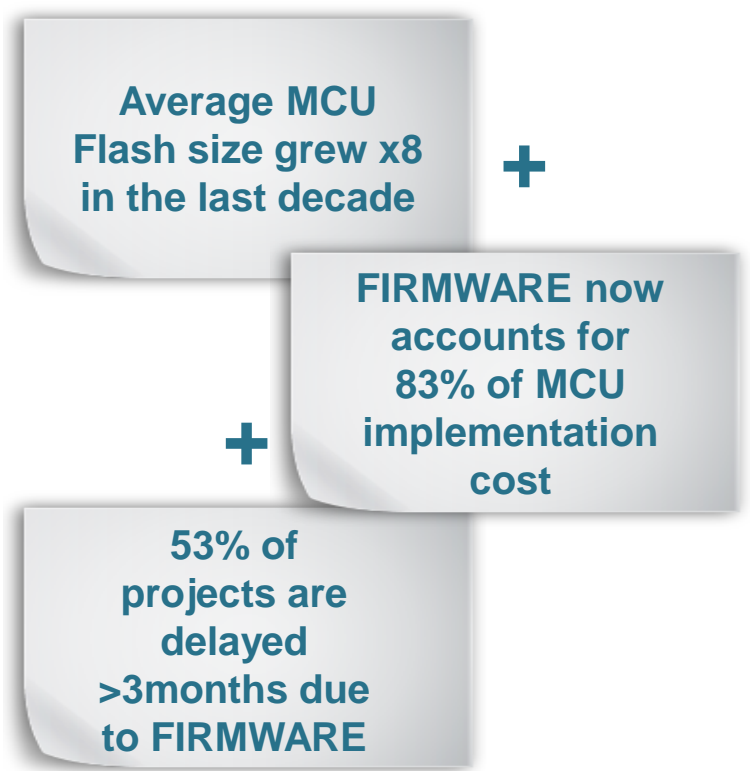 Average MCU
Flash size grew x8
in the last decade
+
FIRMWARE now
accounts for
83% of MCU
implementation
cost
+
53% of
projects are
delayed
>3months due
to FIRMWARE